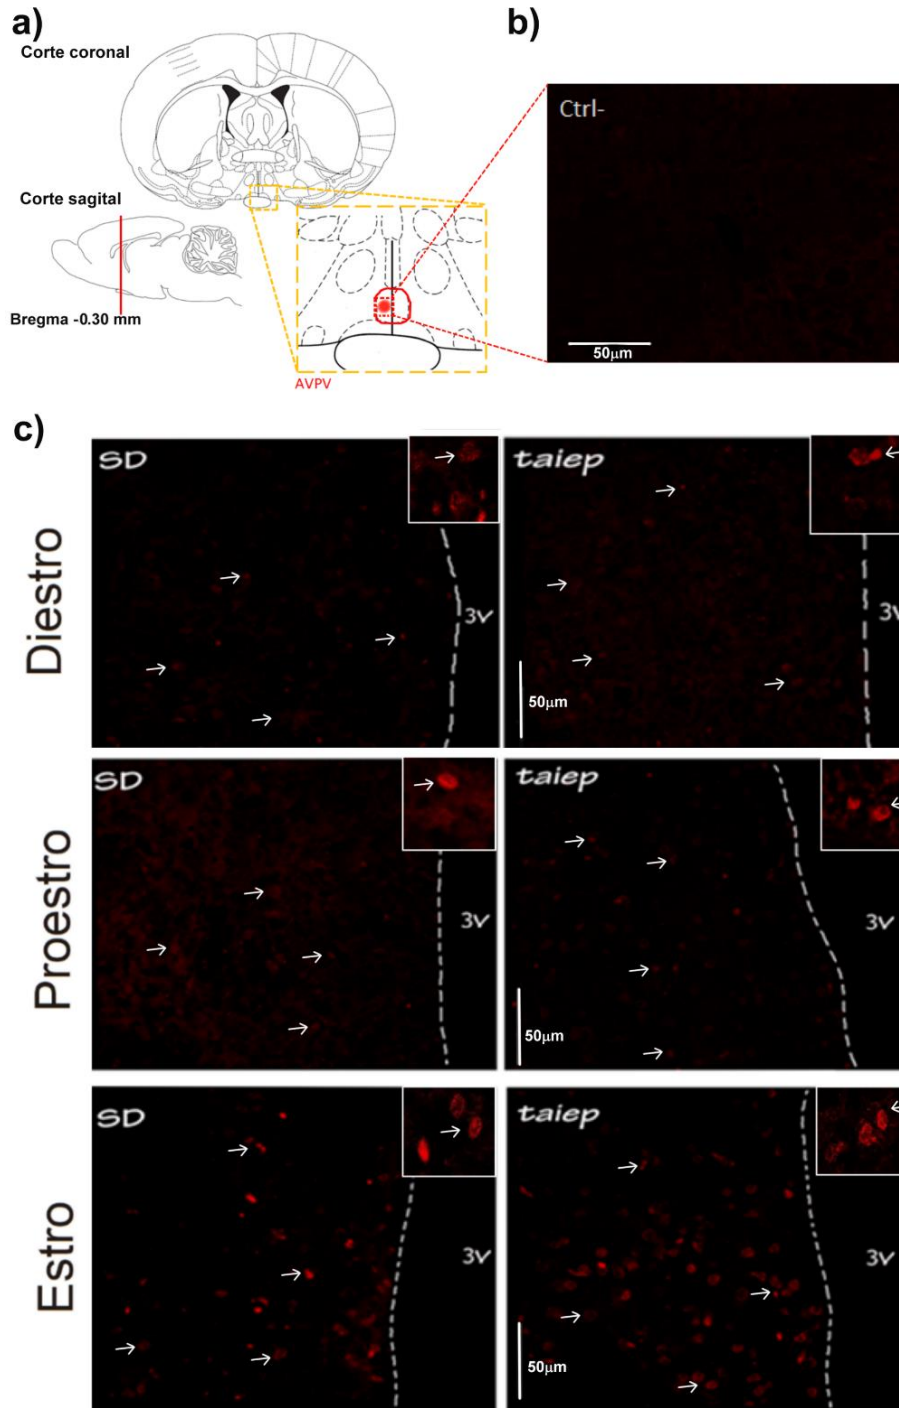 a)
Corte coronal
Corte sagital
Bregma -0.30 mm
AVPV
b)
Ctrl-
50μm
c)
Diestro
SD
3V
taiep
3V
50μm
Proestro
SD
3V
taiep
3V
50μm
Estro
SD
3V
taiep
3V
50μm